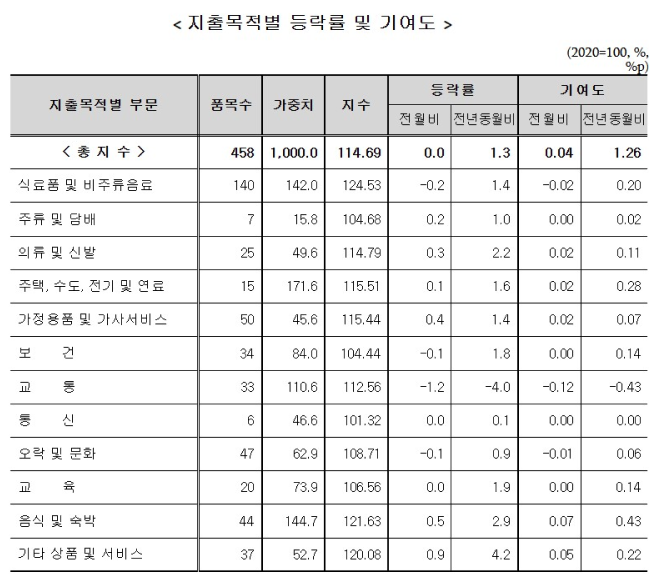 < 지출목적별 등락률 및 기여도 >
(2020=100, %,
%p)
지출목적별 부문 품목수 가중치 지수 등락률 기여도
전월비 전년동월비 전월비 전년동월비
< 총 지 수 > 458 1,000.0 114.69 0.0 1.3 0.04 1.26
식료품 및 비주류음료 140 142.0 124.53 -0.2 1.4 -0.02 0.20
주류 및 담배 7 15.8 104.68 0.2 1.0 0.00 0.02
의류 및 신발 25 49.6 114.79 0.3 2.2 0.02 0.11
주택, 수도, 전기 및 연료 15 171.6 115.51 0.1 1.6 0.02 0.28
가정용품 및 가사서비스 50 45.6 115.44 0.4 1.4 0.02 0.07
보 건 34 84.0 104.44 -0.1 1.8 0.00 0.14
교 통 33 110.6 112.56 -1.2 -4.0 -0.12 -0.43
통 신 6 46.6 101.32 0.0 0.1 0.00 0.00
오락 및 문화 47 62.9 108.71 -0.1 0.9 -0.01 0.06
교 육 20 73.9 106.56 0.0 1.9 0.00 0.14
음식 및 숙박 44 144.7 121.63 0.5 2.9 0.07 0.43
기타 상품 및 서비스 37 52.7 120.08 0.9 4.2 0.05 0.22